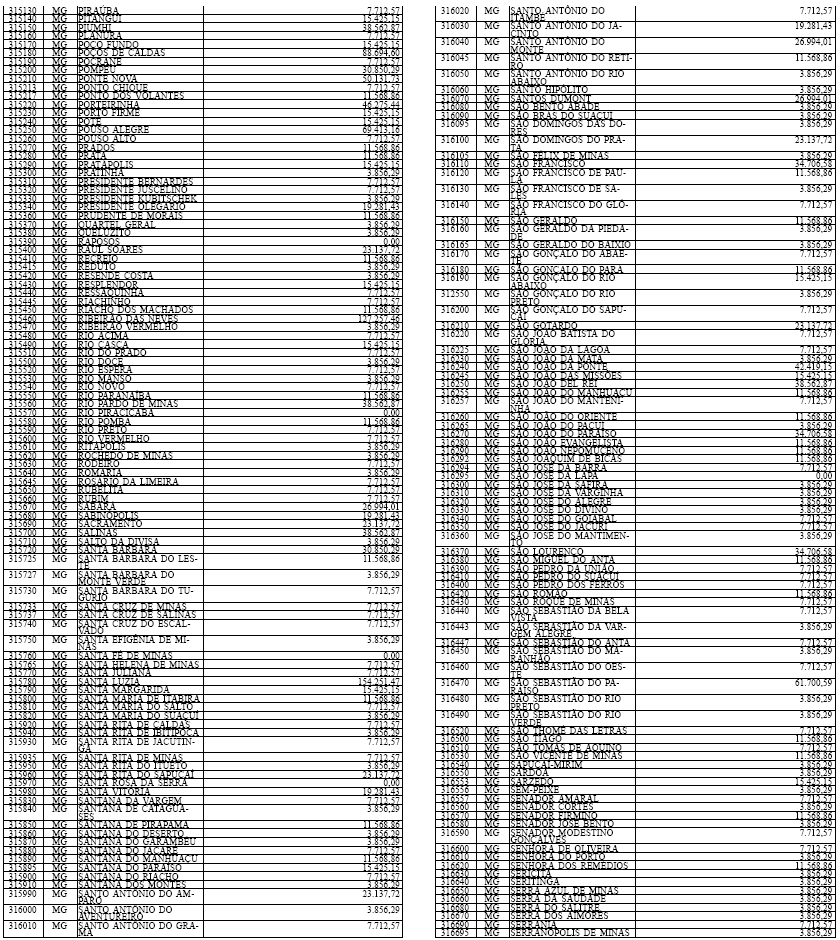 315130 MG PIRAÚBA 7.712,57
315140 MG PITANGUI 15.425,15
315150 MG PIUMHI 38.562,87
315160 MG PLANURA 7.712,57
315170 MG POÇO FUNDO 15.425,15
315180 MG POÇOS DE CALDAS 88.694,60
315190 MG POCRANE 7.712,57
315200 MG POMPÉU 30.850,29
315210 MG PONTE NOVA 50.131,73
315213 MG PONTO CHIQUE 7.712,57
315217 MG PONTO DOS VOLANTES 11.568,86
315220 MG PORTEIRINHA 46.275,44
315230 MG PORTO FIRME 15.425,15
315240 MG POTÉ 15.425,15
315250 MG POUSO ALEGRE 69.413,16
315260 MG POUSO ALTO 7.712,57
315270 MG PRADOS 11.568,86
315280 MG PRATA 11.568,86
315290 MG PRATÁPOLIS 15.425,15
315300 MG PRATINHA 3.856,29
315310 MG PRESIDENTE BERNARDES 7.712,57
315320 MG PRESIDENTE JUSCELINO 7.712,57
315330 MG PRESIDENTE KUBITSCHEK 3.856,29
315340 MG PRESIDENTE OLEGÁRIO 19.281,43
315360 MG PRUDENTE DE MORAIS 11.568,86
315370 MG QUARTEL GERAL 3.856,29
315380 MG QUELUZITO 3.856,29
315390 MG RAPOSOS 0,00
315400 MG RAUL SOARES 23.137,72
315410 MG RECREIO 11.568,86
315415 MG REDUTO 3.856,29
315420 MG RESENDE COSTA 3.856,29
315430 MG RESPLENDOR 15.425,15
315440 MG RESSAQUINHA 7.712,57
315445 MG RIACHINHO 7.712,57
315450 MG RIACHO DOS MACHADOS 11.568,86
315460 MG RIBEIRÃO DAS NEVES 127.257,46
315470 MG RIBEIRÃO VERMELHO 3.856,29
315480 MG RIO ACIMA 7.712,57
315490 MG RIO CASCA 15.425,15
315510 MG RIO DO PRADO 7.712,57
315500 MG RIO DOCE 3.856,29
315520 MG RIO ESPERA 7.712,57
315530 MG RIO MANSO 3.856,29
315540 MG RIO NOVO 7.712,57
315550 MG RIO PARANAÍBA 11.568,86
315560 MG RIO PARDO DE MINAS 38.562,87
315570 MG RIO PIRACICABA 0,00
315580 MG RIO POMBA 11.568,86
315590 MG RIO PRETO 7.712,57
315600 MG RIO VERMELHO 7.712,57
315610 MG RITÁPOLIS 3.856,29
315620 MG ROCHEDO DE MINAS 3.856,29
315630 MG RODEIRO 7.712,57
315640 MG ROMARIA 3.856,29
315645 MG ROSÁRIO DA LIMEIRA 7.712,57
315650 MG RUBELITA 7.712,57
315660 MG RUBIM 7.712,57
315670 MG SABARÁ 26.994,01
315680 MG SABINÓPOLIS 19.281,43
315690 MG SACRAMENTO 23.137,72
315700 MG SALINAS 38.562,87
315710 MG SALTO DA DIVISA 3.856,29
315720 MG SANTA BÁRBARA 30.850,29
315725 MG SANTA BÁRBARA DO LES-
TE 11.568,86
315727 MG SANTA BÁRBARA DO
MONTE VERDE 3.856,29
315730 MG SANTA BÁRBARA DO TU-
GÚRIO 7.712,57
315733 MG SANTA CRUZ DE MINAS 7.712,57
315737 MG SANTA CRUZ DE SALINAS 7.712,57
315740 MG SANTA CRUZ DO ESCAL-
VADO 7.712,57
315750 MG SANTA EFIGÊNIA DE MI-
NAS 3.856,29
315760 MG SANTA FÉ DE MINAS 0,00
315765 MG SANTA HELENA DE MINAS 7.712,57
315770 MG SANTA JULIANA 7.712,57
315780 MG SANTA LUZIA 154.251,47
315790 MG SANTA MARGARIDA 15.425,15
315800 MG SANTA MARIA DE ITABIRA 11.568,86
315810 MG SANTA MARIA DO SALTO 7.712,57
315820 MG SANTA MARIA DO SUAÇUÍ 3.856,29
315920 MG SANTA RITA DE CALDAS 7.712,57
315940 MG SANTA RITA DE IBITIPOCA 3.856,29
315930 MG SANTA RITA DE JACUTIN-
GA 7.712,57
315935 MG SANTA RITA DE MINAS 7.712,57
315950 MG SANTA RITA DO ITUETO 3.856,29
315960 MG SANTA RITA DO SAPUCAÍ 23.137,72
315970 MG SANTA ROSA DA SERRA 0,00
315980 MG SANTA VITÓRIA 19.281,43
315830 MG SANTANA DA VARGEM 7.712,57
315840 MG SANTANA DE CATAGUA-
SES 3.856,29
315850 MG SANTANA DE PIRAPAMA 11.568,86
315860 MG SANTANA DO DESERTO 3.856,29
315870 MG SANTANA DO GARAMBÉU 3.856,29
315880 MG SANTANA DO JACARÉ 7.712,57
315890 MG SANTANA DO MANHUAÇU 11.568,86
315895 MG SANTANA DO PARAÍSO 15.425,15
315900 MG SANTANA DO RIACHO 7.712,57
315910 MG SANTANA DOS MONTES 3.856,29
315990 MG SANTO ANTÔNIO DO AM-
PARO 23.137,72
316000 MG SANTO ANTÔNIO DO
AVENTUREIRO 3.856,29
316010 MG SANTO ANTÔNIO DO GRA-
MA 7.712,57
316020 MG SANTO ANTÔNIO DO
ITAMBÉ 7.712,57
316030 MG SANTO ANTÔNIO DO JA-
CINTO 19.281,43
316040 MG SANTO ANTÔNIO DO
MONTE 26.994,01
316045 MG SANTO ANTÔNIO DO RETI-
RO 11.568,86
316050 MG SANTO ANTÔNIO DO RIO
ABAIXO 3.856,29
316060 MG SANTO HIPÓLITO 3.856,29
316070 MG SANTOS DUMONT 26.994,01
316080 MG SÃO BENTO ABADE 3.856,29
316090 MG SÃO BRÁS DO SUAÇUÍ 3.856,29
316095 MG SÃO DOMINGOS DAS DO-
RES 3.856,29
316100 MG SÃO DOMINGOS DO PRA-
TA 23.137,72
316105 MG SÃO FÉLIX DE MINAS 3.856,29
316110 MG SÃO FRANCISCO 34.706,58
316120 MG SÃO FRANCISCO DE PAU-
LA 11.568,86
316130 MG SÃO FRANCISCO DE SA-
LES 3.856,29
316140 MG SÃO FRANCISCO DO GLÓ-
RIA 7.712,57
316150 MG SÃO GERALDO 11.568,86
316160 MG SÃO GERALDO DA PIEDA-
DE 3.856,29
316165 MG SÃO GERALDO DO BAIXIO 3.856,29
316170 MG SÃO GONÇALO DO ABAE-
TÉ 7.712,57
316180 MG SÃO GONÇALO DO PARÁ 11.568,86
316190 MG SÃO GONÇALO DO RIO
ABAIXO 15.425,15
312550 MG SÃO GONÇALO DO RIO
PRETO 3.856,29
316200 MG SÃO GONÇALO DO SAPU-
CAÍ 7.712,57
316210 MG SÃO GOTARDO 23.137,72
316220 MG SÃO JOÃO BATISTA DO
GLÓRIA 7.712,57
316225 MG SÃO JOÃO DA LAGOA 7.712,57
316230 MG SÃO JOÃO DA MATA 3.856,29
316240 MG SÃO JOÃO DA PONTE 42.419,15
316245 MG SÃO JOÃO DAS MISSÕES 15.425,15
316250 MG SÃO JOÃO DEL REI 38.562,87
316255 MG SÃO JOÃO DO MANHUAÇU 11.568,86
316257 MG SÃO JOÃO DO MANTENI-
NHA 7.712,57
316260 MG SÃO JOÃO DO ORIENTE 11.568,86
316265 MG SÃO JOÃO DO PACUÍ 3.856,29
316270 MG SÃO JOÃO DO PARAÍSO 34.706,58
316280 MG SÃO JOÃO EVANGELISTA 11.568,86
316290 MG SÃO JOÃO NEPOMUCENO 11.568,86
316292 MG SÃO JOAQUIM DE BICAS 11.568,86
316294 MG SÃO JOSÉ DA BARRA 7.712,57
316295 MG SÃO JOSÉ DA LAPA 0,00
316300 MG SÃO JOSÉ DA SAFIRA 3.856,29
316310 MG SÃO JOSÉ DA VARGINHA 3.856,29
316320 MG SÃO JOSÉ DO ALEGRE 3.856,29
316330 MG SÃO JOSÉ DO DIVINO 3.856,29
316340 MG SÃO JOSÉ DO GOIABAL 7.712,57
316350 MG SÃO JOSÉ DO JACURI 7.712,57
316360 MG SÃO JOSÉ DO MANTIMEN-
TO 3.856,29
316370 MG SÃO LOURENÇO 34.706,58
316380 MG SÃO MIGUEL DO ANTA 11.568,86
316390 MG SÃO PEDRO DA UNIÃO 7.712,57
316410 MG SÃO PEDRO DO SUAÇUÍ 7.712,57
316400 MG SÃO PEDRO DOS FERROS 7.712,57
316420 MG SÃO ROMÃO 11.568,86
316430 MG SÃO ROQUE DE MINAS 7.712,57
316440 MG SÃO SEBASTIÃO DA BELA
VISTA 7.712,57
316443 MG SÃO SEBASTIÃO DA VAR-
GEM ALEGRE 3.856,29
316447 MG SÃO SEBASTIÃO DO ANTA 7.712,57
316450 MG SÃO SEBASTIÃO DO MA-
RANHÃO 3.856,29
316460 MG SÃO SEBASTIÃO DO OES-
TE 7.712,57
316470 MG SÃO SEBASTIÃO DO PA-
RAÍSO 61.700,59
316480 MG SÃO SEBASTIÃO DO RIO
PRETO 3.856,29
316490 MG SÃO SEBASTIÃO DO RIO
VERDE 3.856,29
316520 MG SÃO THOMÉ DAS LETRAS 7.712,57
316500 MG SÃO TIAGO 11.568,86
316510 MG SÃO TOMÁS DE AQUINO 7.712,57
316530 MG SÃO VICENTE DE MINAS 11.568,86
316540 MG SAPUCAÍ-MIRIM 3.856,29
316550 MG SARDOÁ 3.856,29
316553 MG SARZEDO 15.425,15
316556 MG SEM-PEIXE 3.856,29
316557 MG SENADOR AMARAL 7.712,57
316560 MG SENADOR CORTES 3.856,29
316570 MG SENADOR FIRMINO 11.568,86
316580 MG SENADOR JOSÉ BENTO 3.856,29
316590 MG SENADOR MODESTINO
GONÇALVES 7.712,57
316600 MG SENHORA DE OLIVEIRA 7.712,57
316610 MG SENHORA DO PORTO 3.856,29
316620 MG SENHORA DOS REMÉDIOS 11.568,86
316630 MG SERICITA 3.856,29
316640 MG SERITINGA 3.856,29
316650 MG SERRA AZUL DE MINAS 3.856,29
316660 MG SERRA DA SAUDADE 3.856,29
316680 MG SERRA DO SALITRE 3.856,29
316670 MG SERRA DOS AIMORÉS 3.856,29
316690 MG SERRANIA 7.712,57
316695 MG SERRANÓPOLIS DE MINAS 3.856,29